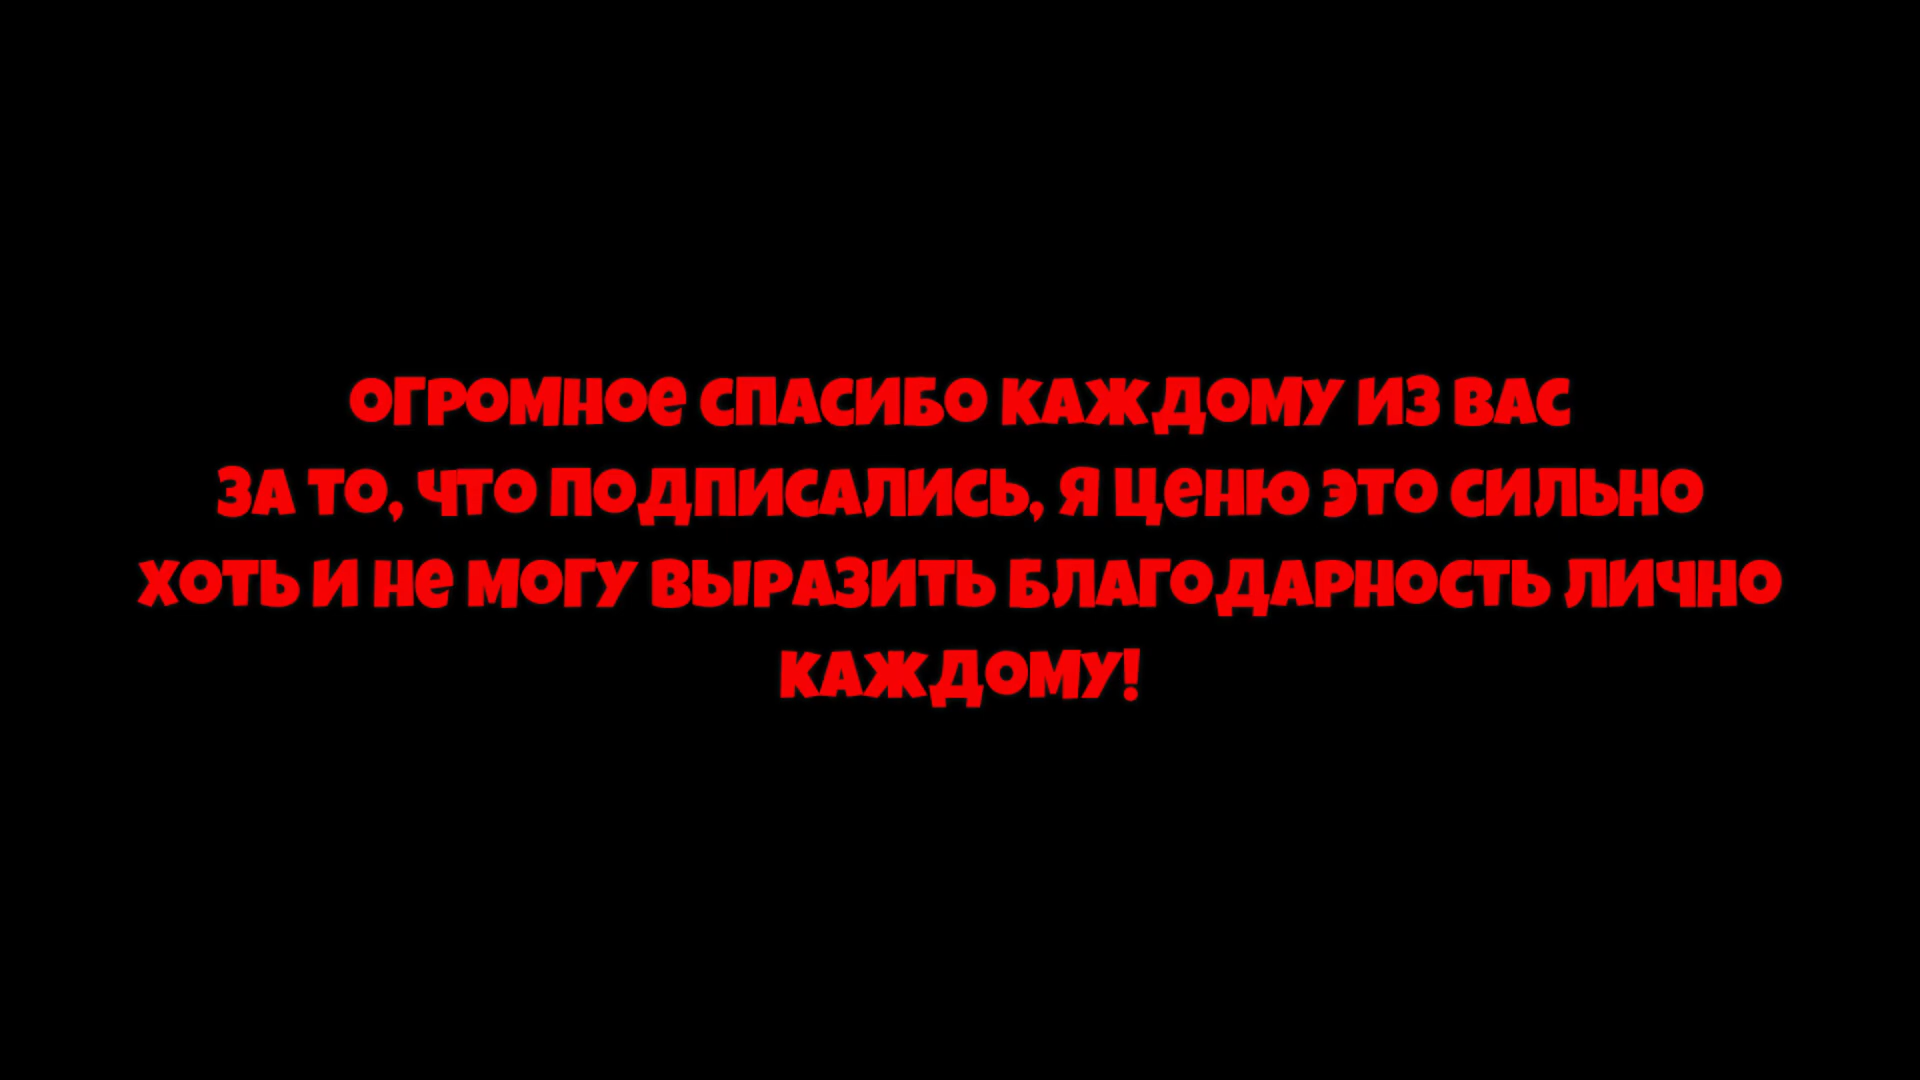 ОГРОМНОЕ СПАСИБО КАЖДОМУ ИЗ ВАС
ЗА ТО, ЧТО ПОДПИСАЛИСЬ, Я ЦЕНЮ ЭТО СИЛЬНО
ХОТЬ И НЕ МОГУ ВЫРАЗИТЬ БЛАГОДАРНОСТЬ ЛИЧНО
КАЖДОМУ!